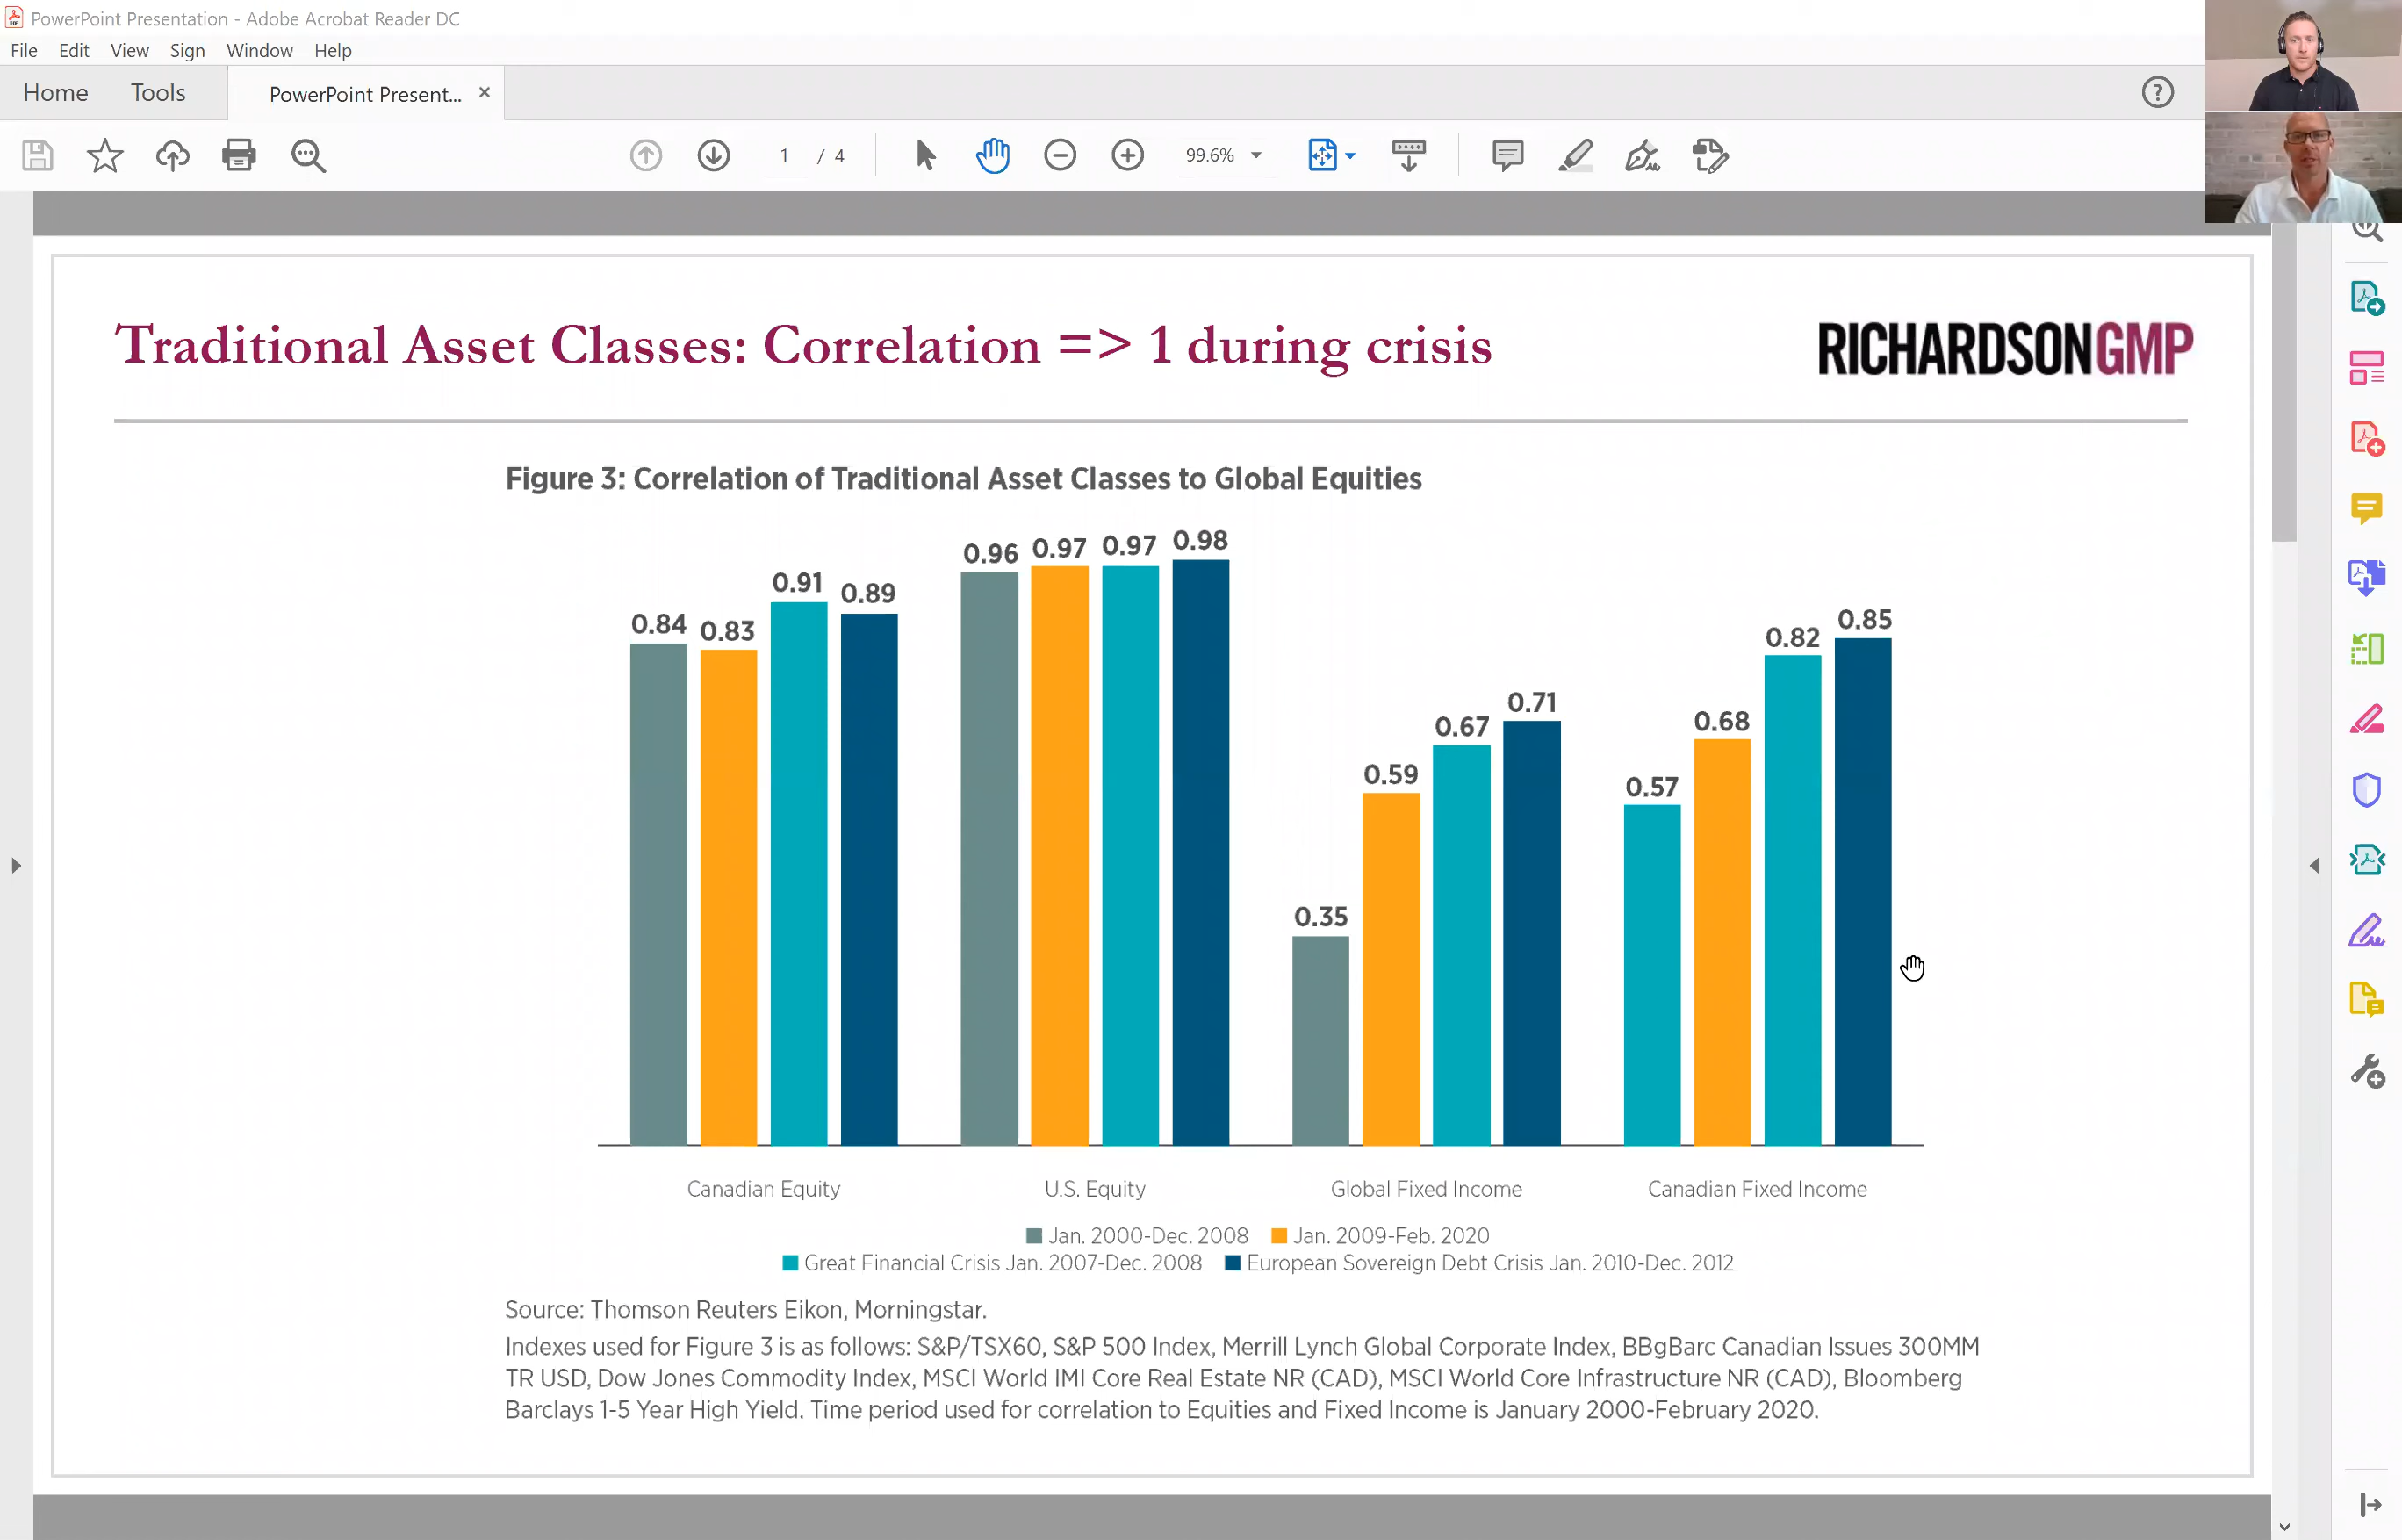 PowerPoint Presentation - Adobe Acrobat Reader DC
File Edit View Sign Window Help
Home Tools PowerPoint Present... ×
1 / 4 99.6%
Traditional Asset Classes: Correlation => 1 during crisis
RICHARDSONGMP
Figure 3: Correlation of Traditional Asset Classes to Global Equities
0.84 0.83 0.91 0.89
0.96 0.97 0.97 0.98
0.35 0.59 0.67 0.71
0.57 0.68 0.82 0.85
Canadian Equity U.S. Equity Global Fixed Income Canadian Fixed Income
Jan. 2000-Dec. 2008 Jan. 2009-Feb. 2020
Great Financial Crisis Jan. 2007-Dec. 2008 European Sovereign Debt Crisis Jan. 2010-Dec. 2012
Source: Thomson Reuters Eikon, Morningstar.
Indexes used for Figure 3 is as follows: S&P/TSX60, S&P 500 Index, Merrill Lynch Global Corporate Index, BBgBarc Canadian Issues 300MM
TR USD, Dow Jones Commodity Index, MSCI World IMI Core Real Estate NR (CAD), MSCI World Core Infrastructure NR (CAD), Bloomberg
Barclays 1-5 Year High Yield. Time period used for correlation to Equities and Fixed Income is January 2000-February 2020.